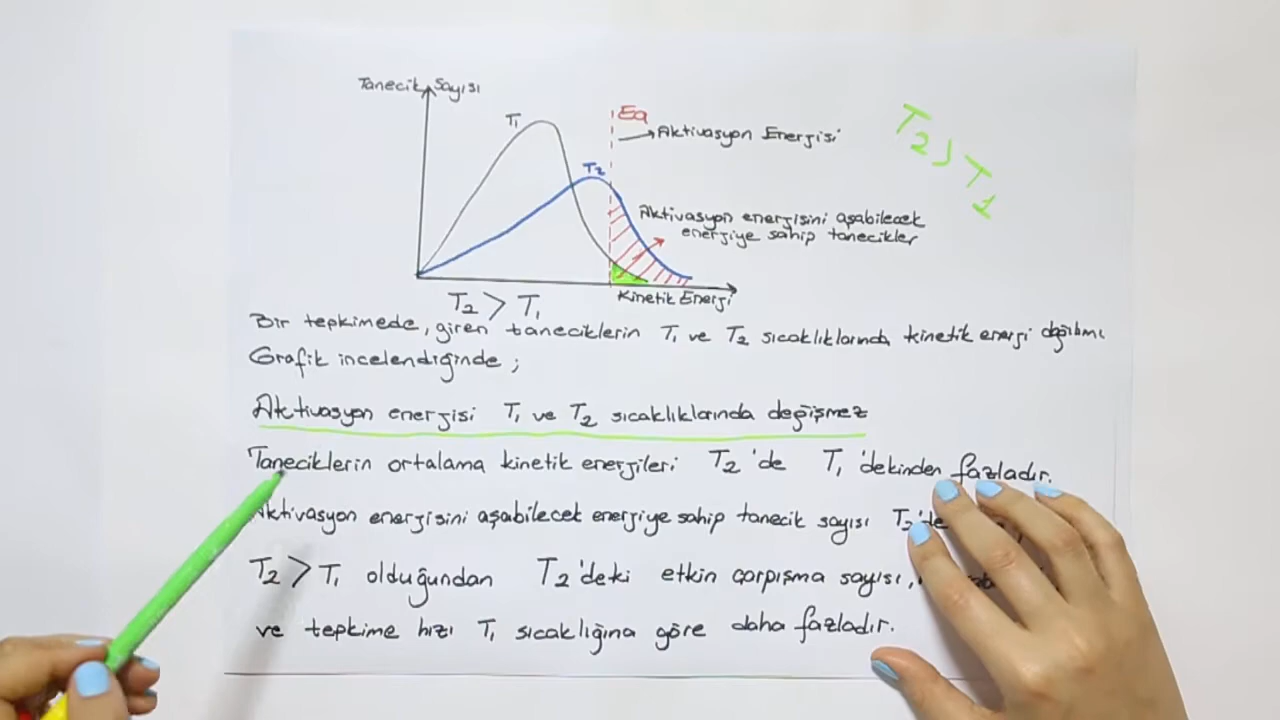 Tanecik Sayısı
T₁
Ea
Aktivasyon Enerjisi
T₂
Aktivasyon enerjisini aşabilecek
enerjiye sahip tanecikler
Kinetik Enerji
T₂ > T₁
T₂ > T₁
Bir tepkimede, giren taneciklerin T₁ ve T₂ sıcaklıklarında kinetik enerji dağılımı
Grafik incelendiğinde ;
Aktivasyon enerjisi T₁ ve T₂ sıcaklıklarında değişmez
Taneciklerin ortalama kinetik enerjileri T₂'de T₁'dekinden fazladır.
Aktivasyon enerjisini aşabilecek enerjiye sahip tanecik sayısı T₂'de
T₂ > T₁ olduğundan T₂'deki etkin çarpışma sayısı,
ve tepkime hızı T₁ sıcaklığına göre daha fazladır.